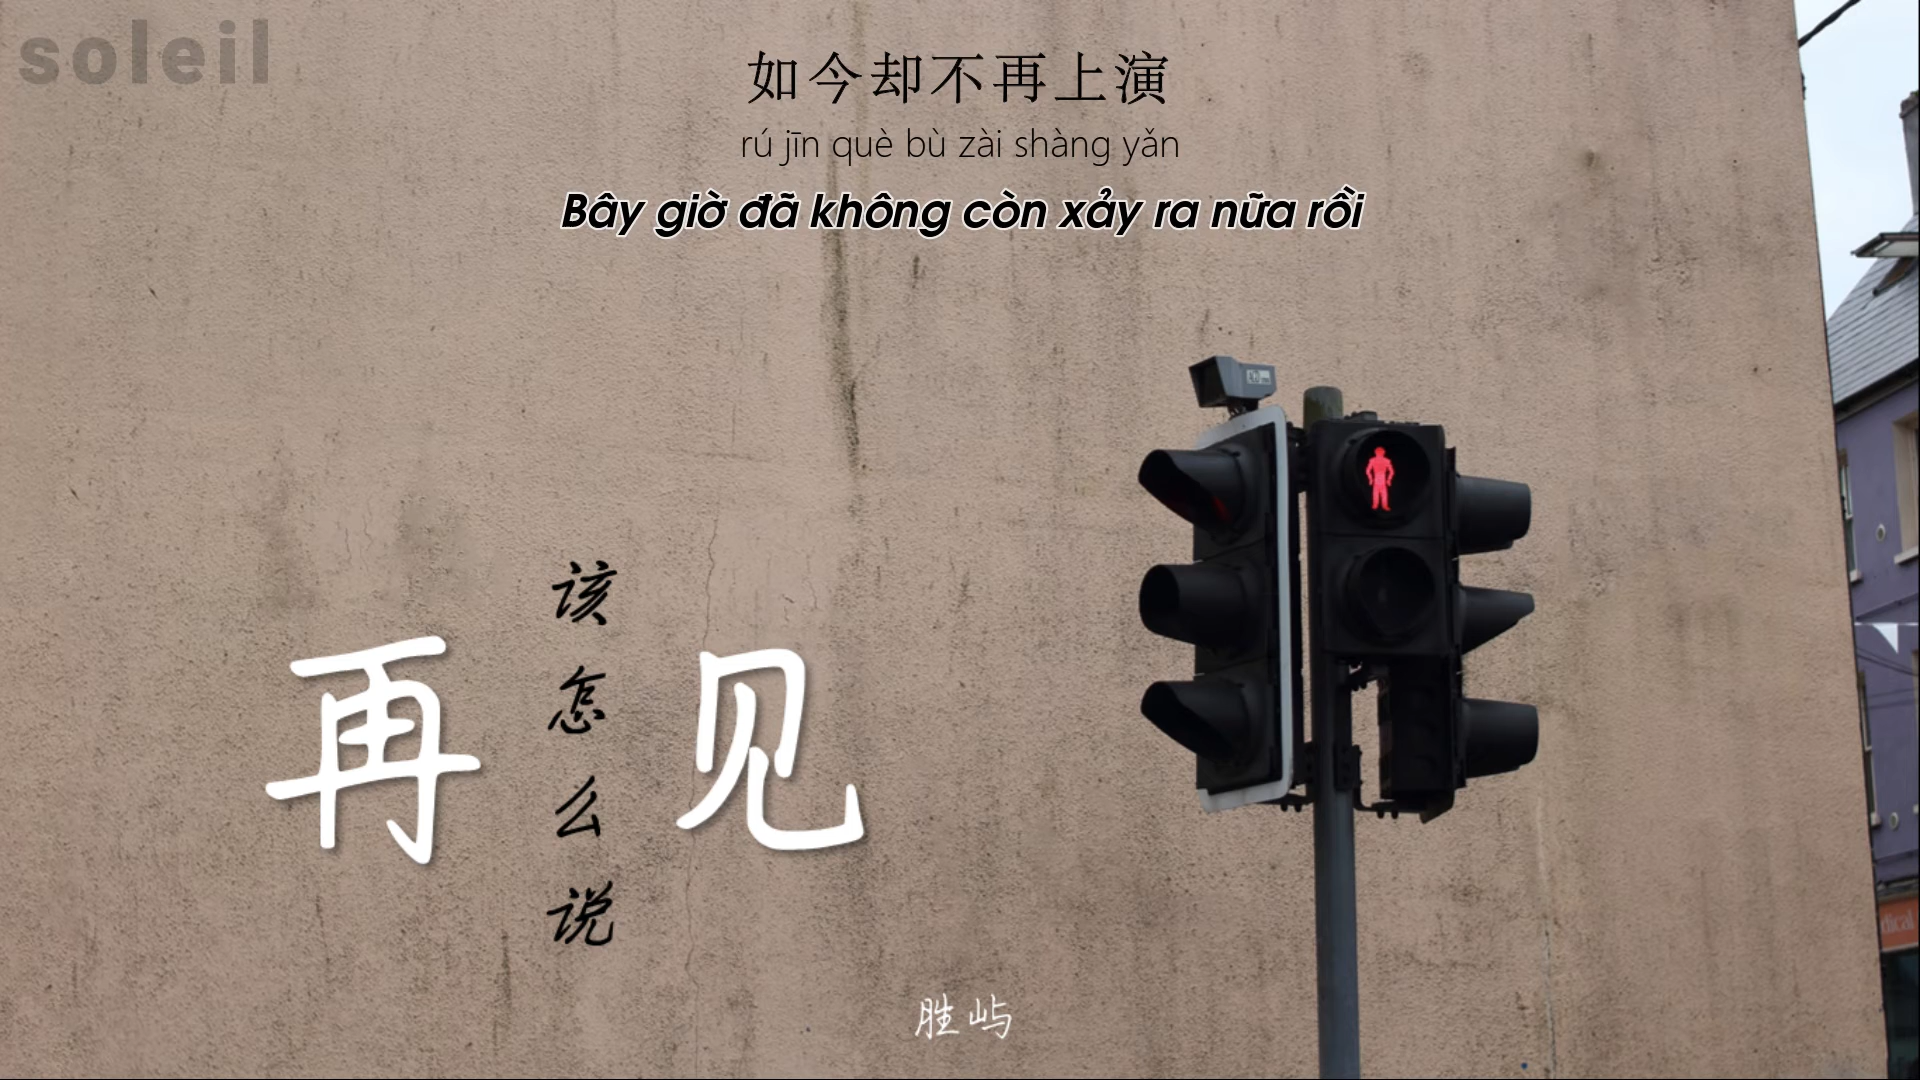 soleil
如今却不再上演
rú jīn què bù zài shàng yǎn
Bây giờ đã không còn xảy ra nữa rồi
再见
该怎么说
胜屿
dical